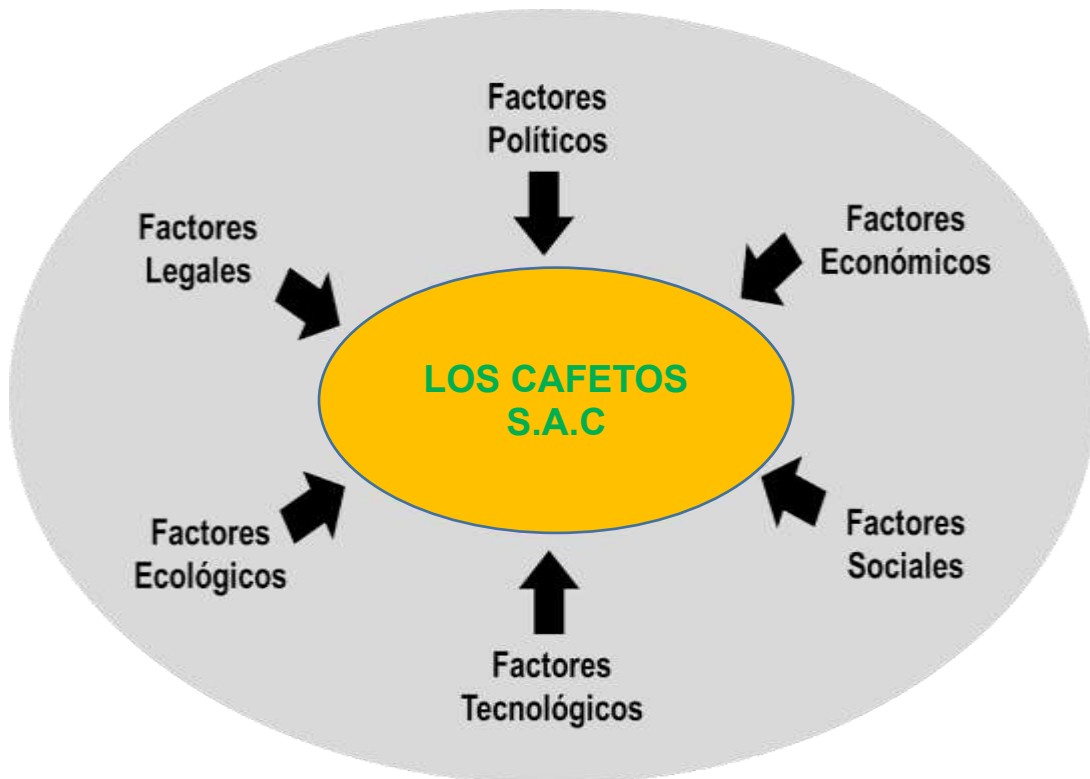 Factores
Políticos
Factores
Económicos
Factores
Legales
LOS CAFETOS
S.A.C
Factores
Sociales
Factores
Ecológicos
Factores
Tecnológicos